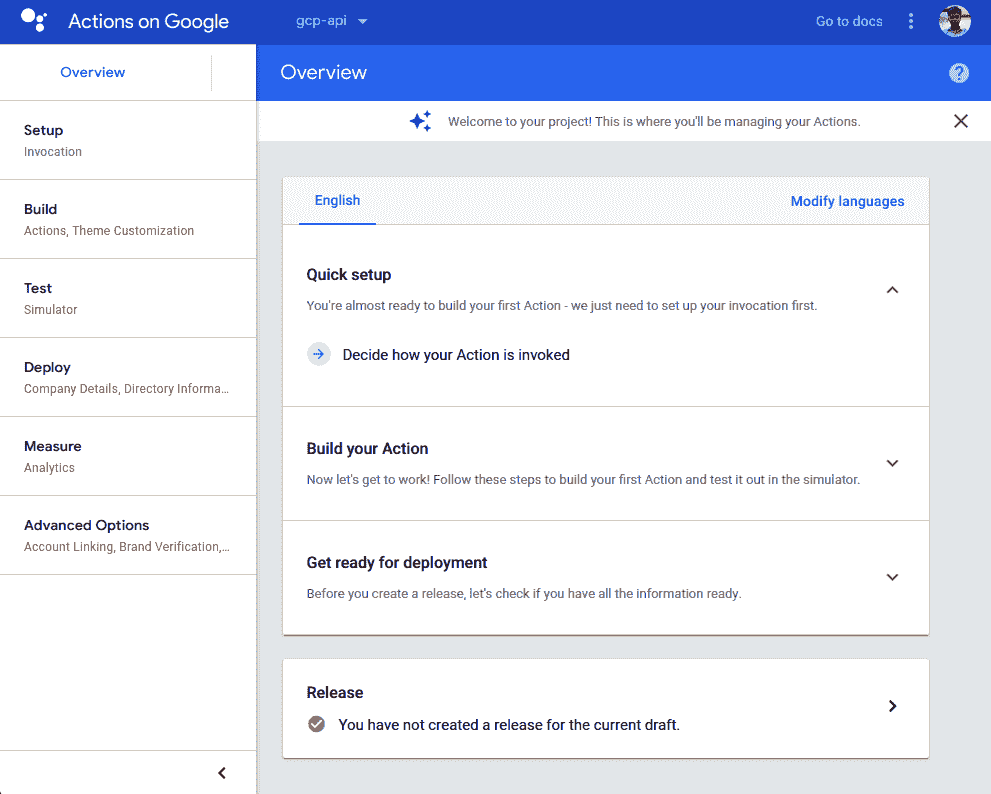 Actions on Google
gcp-api
Go to docs
Overview
Overview
Welcome to your project! This is where you'll be managing your Actions.
Setup
Invocation
Build
Actions, Theme Customization
Test
Simulator
Deploy
Company Details, Directory Informa...
Measure
Analytics
Advanced Options
Account Linking, Brand Verification,...
English
Modify languages
Quick setup
You're almost ready to build your first Action - we just need to set up your invocation first.
Decide how your Action is invoked
Build your Action
Now let's get to work! Follow these steps to build your first Action and test it out in the simulator.
Get ready for deployment
Before you create a release, let's check if you have all the information ready.
Release
You have not created a release for the current draft.